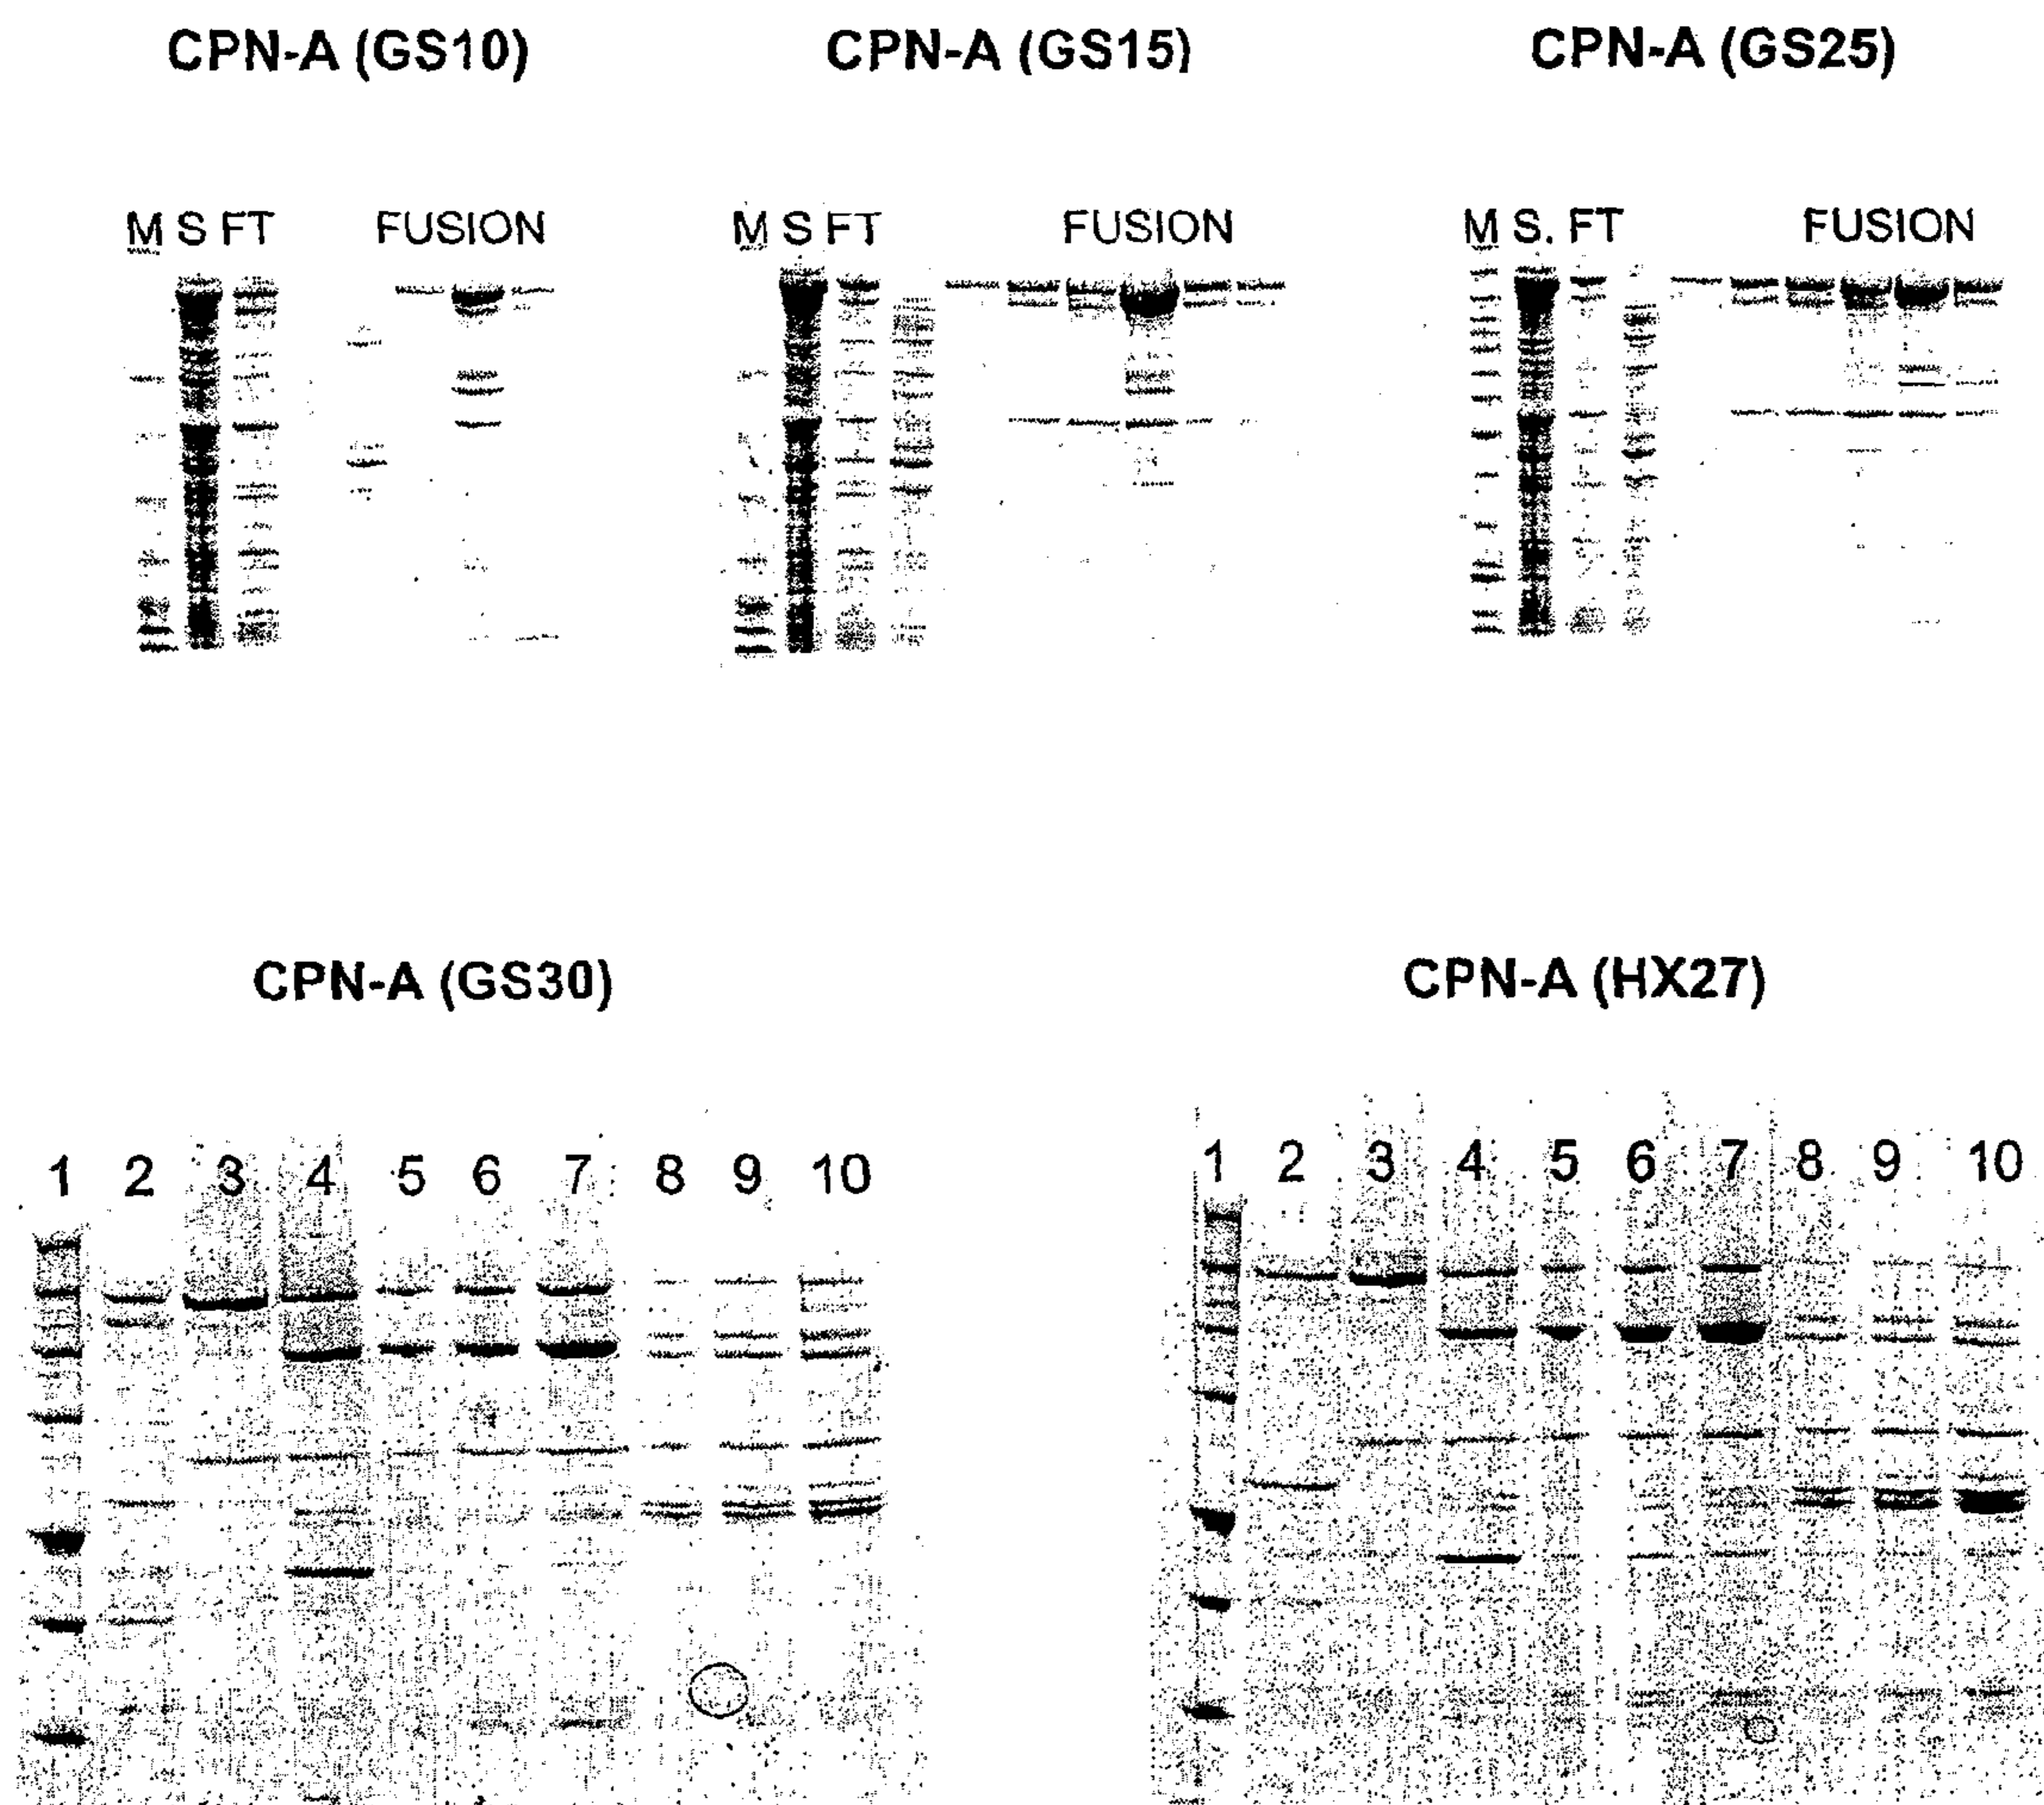 CPN-A (GS10) CPN-A (GS15) CPN-A (GS25)
M S FT FUSION M S FT FUSION M S. FT FUSION
CPN-A (GS30) CPN-A (HX27)
1 2 3 4 5 6 7 8 9 10 1 2 3 4 5 6 7 8 9 10